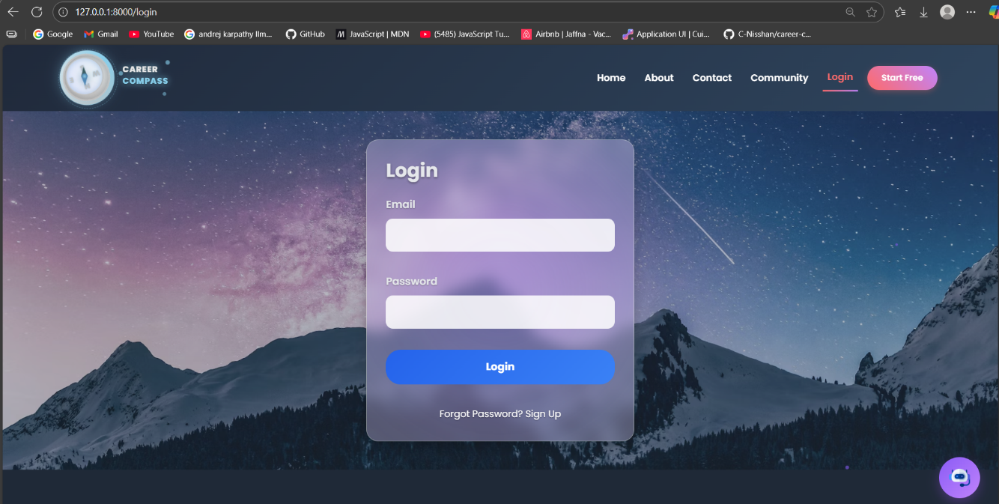 127.0.0.1:8000/login
Google Gmail YouTube andrej karpathy llm... GitHub JavaScript | MDN (5485) JavaScript Tu... Airbnb | Jaffna - Vac... Application UI | Cui... C-Nisshan/career-c...
CAREER
COMPASS
Home About Contact Community Login Start Free
Login
Email
Password
Login
Forgot Password? Sign Up